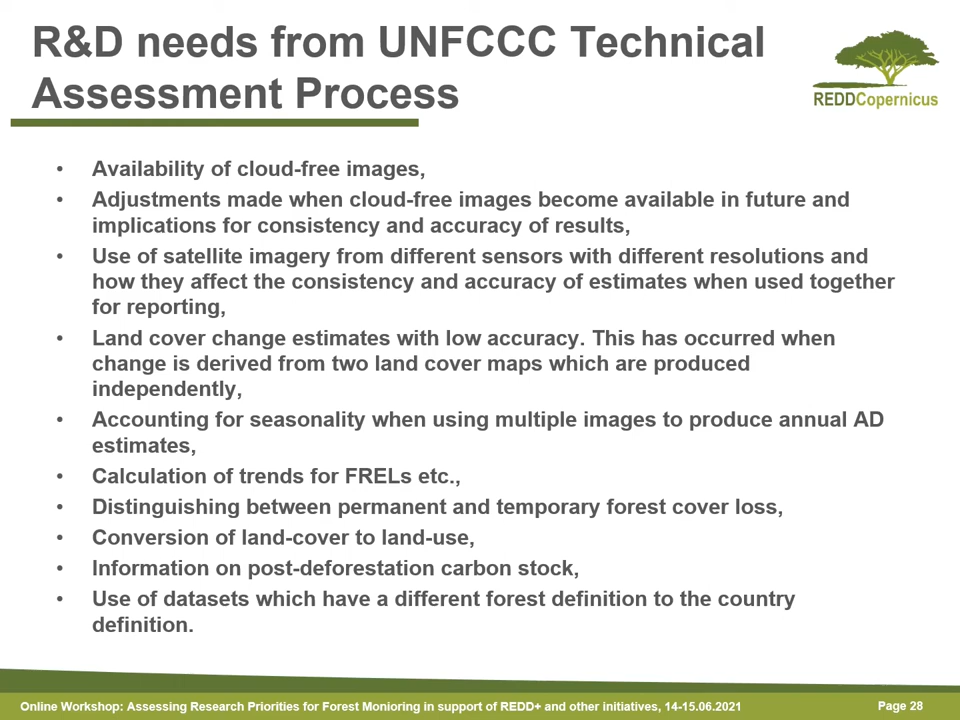 R&D needs from UNFCCC Technical
Assessment Process
REDDCopernicus
• Availability of cloud-free images,
• Adjustments made when cloud-free images become available in future and
implications for consistency and accuracy of results,
• Use of satellite imagery from different sensors with different resolutions and
how they affect the consistency and accuracy of estimates when used together
for reporting,
• Land cover change estimates with low accuracy. This has occurred when
change is derived from two land cover maps which are produced
independently,
• Accounting for seasonality when using multiple images to produce annual AD
estimates,
• Calculation of trends for FRELs etc.,
• Distinguishing between permanent and temporary forest cover loss,
• Conversion of land-cover to land-use,
• Information on post-deforestation carbon stock,
• Use of datasets which have a different forest definition to the country
definition.
Online Workshop: Assessing Research Priorities for Forest Monioring in support of REDD+ and other initiatives, 14-15.06.2021
Page 28